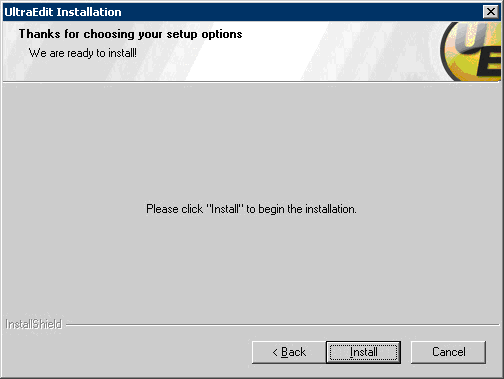 UltraEdit Installation
Thanks for choosing your setup options
We are ready to install!
UE
Please click "Install" to begin the installation.
InstallShield
< Back
Install
Cancel